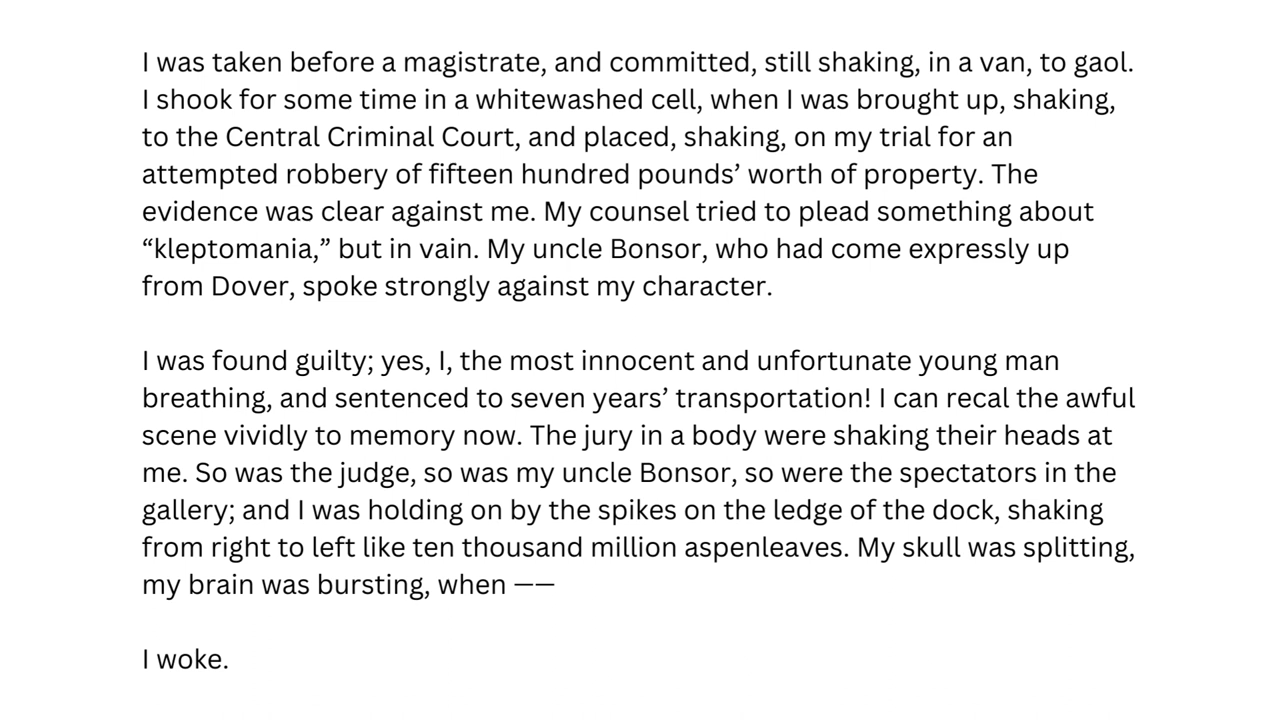 I was taken before a magistrate, and committed, still shaking, in a van, to gaol.
I shook for some time in a whitewashed cell, when I was brought up, shaking,
to the Central Criminal Court, and placed, shaking, on my trial for an
attempted robbery of fifteen hundred pounds’ worth of property. The
evidence was clear against me. My counsel tried to plead something about
“kleptomania,” but in vain. My uncle Bonsor, who had come expressly up
from Dover, spoke strongly against my character.
I was found guilty; yes, I, the most innocent and unfortunate young man
breathing, and sentenced to seven years’ transportation! I can recal the awful
scene vividly to memory now. The jury in a body were shaking their heads at
me. So was the judge, so was my uncle Bonsor, so were the spectators in the
gallery; and I was holding on by the spikes on the ledge of the dock, shaking
from right to left like ten thousand million aspenleaves. My skull was splitting,
my brain was bursting, when ——
I woke.